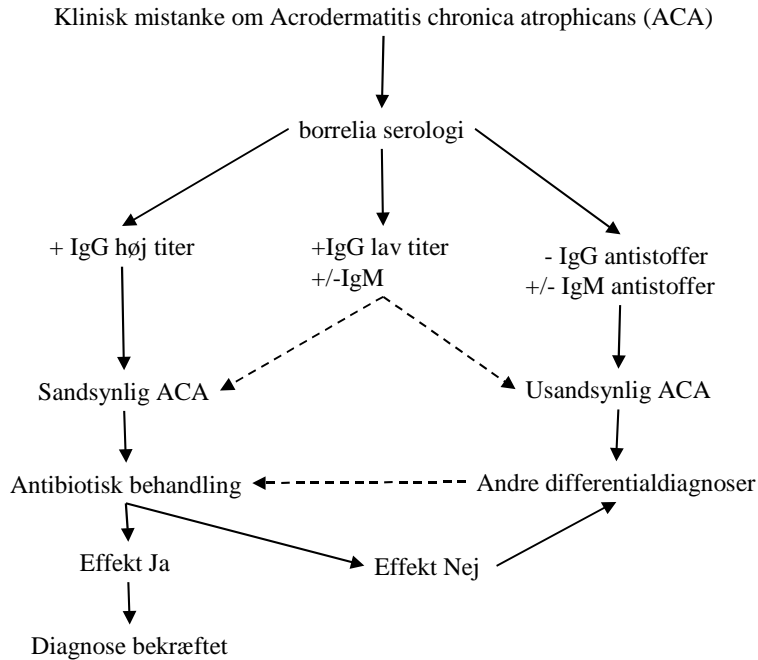 Klinisk mistanke om Acrodermatitis chronica atrophicans (ACA)
borrelia serologi
+ IgG høj titer
+IgG lav titer
+/-IgM
- IgG antistoffer
+/- IgM antistoffer
Sandsynlig ACA
Usandsynlig ACA
Antibiotisk behandling
Andre differentialdiagnoser
Effekt Ja
Effekt Nej
Diagnose bekræftet